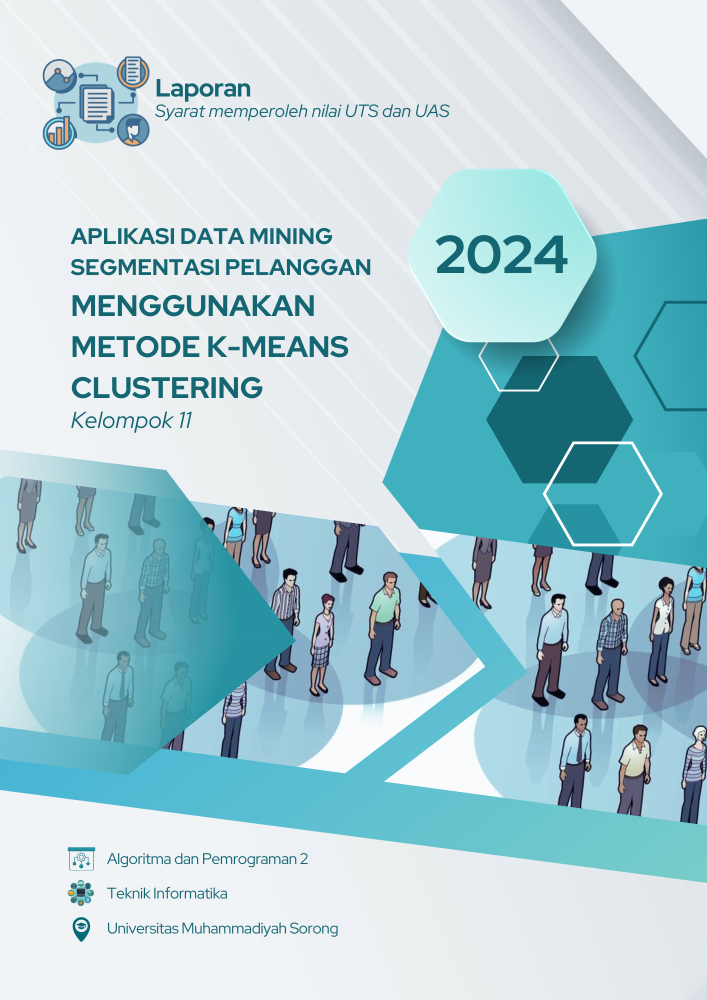 Laporan
Syarat memperoleh nilai UTS dan UAS
2024
APLIKASI DATA MINING
SEGMENTASI PELANGGAN
MENGGUNAKAN
METODE K-MEANS
CLUSTERING
Kelompok 11
Algoritma dan Pemrograman 2
Teknik Informatika
Universitas Muhammadiyah Sorong